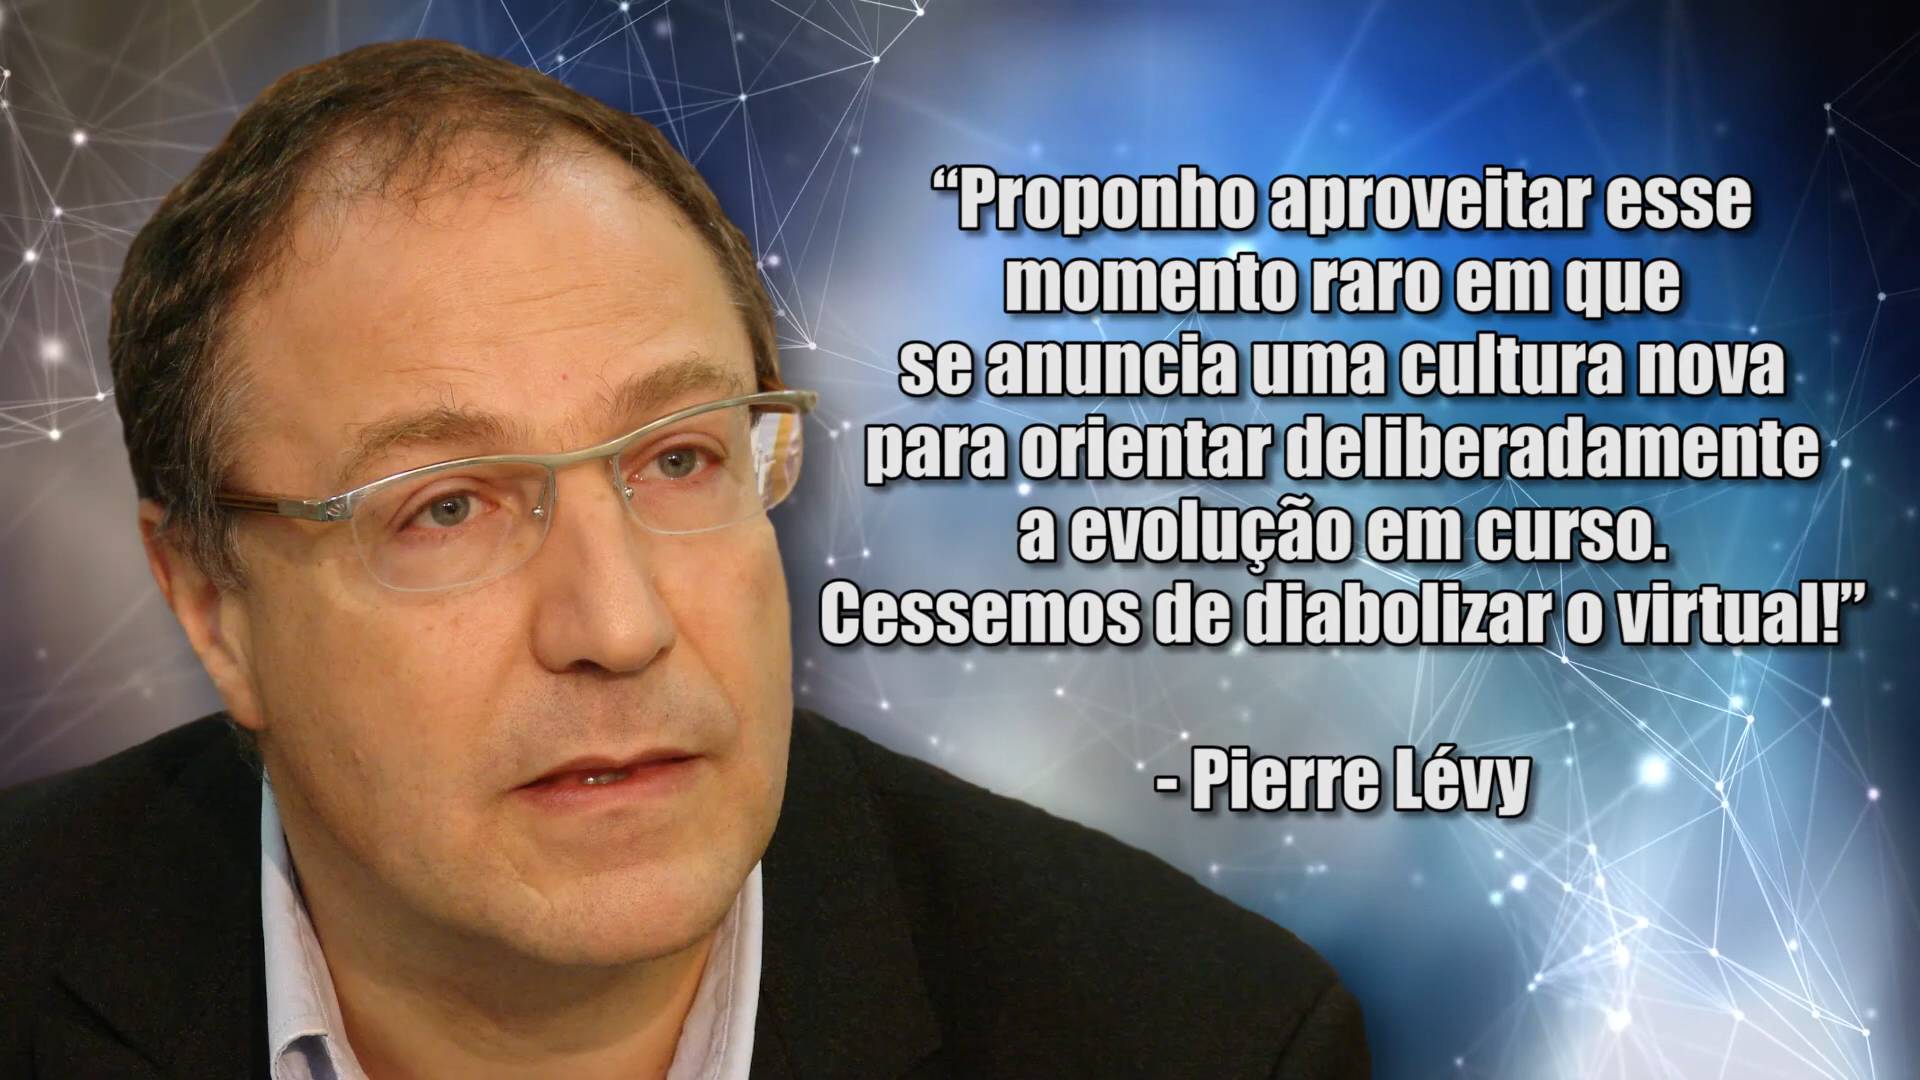 “Proponho aproveitar esse
momento raro em que
se anuncia uma cultura nova
para orientar deliberadamente
a evolução em curso.
Cessemos de diabolizar o virtual!”
- Pierre Lévy